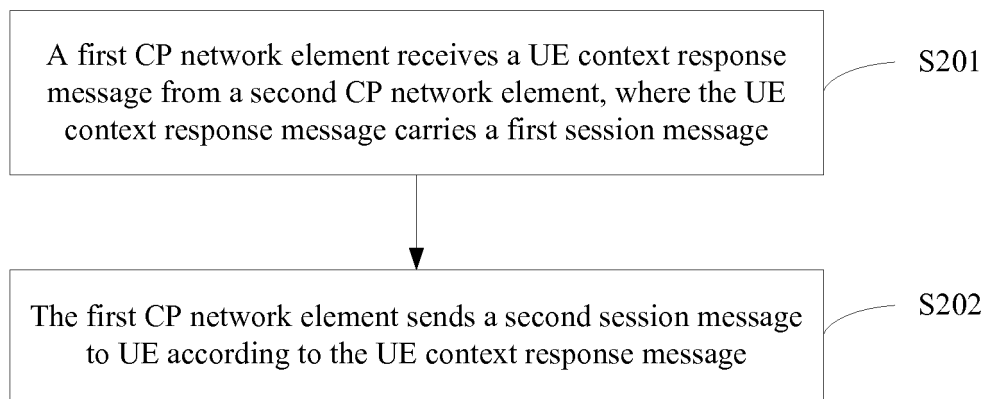 A first CP network element receives a UE context response
message from a second CP network element, where the UE
context response message carries a first session message
S201
The first CP network element sends a second session message
to UE according to the UE context response message
S202